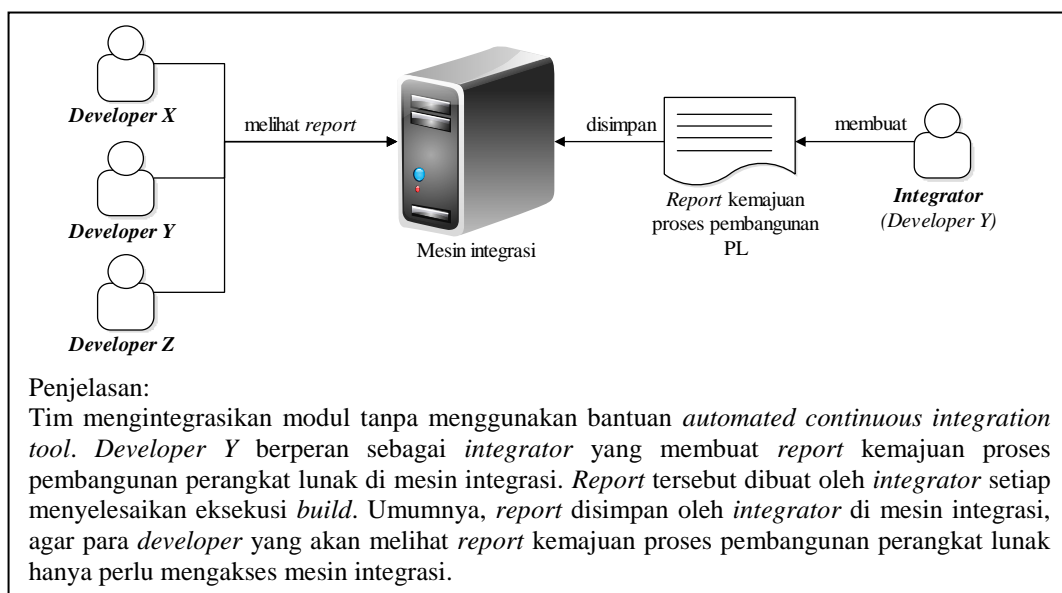 Developer X
melihat report
disimpan
membuat
Developer Y
Mesin integrasi
Report kemajuan
proses pembangunan
PL
Integrator
(Developer Y)
Developer Z
Penjelasan:
Tim mengintegrasikan modul tanpa menggunakan bantuan automated continuous integration
tool. Developer Y berperan sebagai integrator yang membuat report kemajuan proses
pembangunan perangkat lunak di mesin integrasi. Report tersebut dibuat oleh integrator setiap
menyelesaikan eksekusi build. Umumnya, report disimpan oleh integrator di mesin integrasi,
agar para developer yang akan melihat report kemajuan proses pembangunan perangkat lunak
hanya perlu mengakses mesin integrasi.